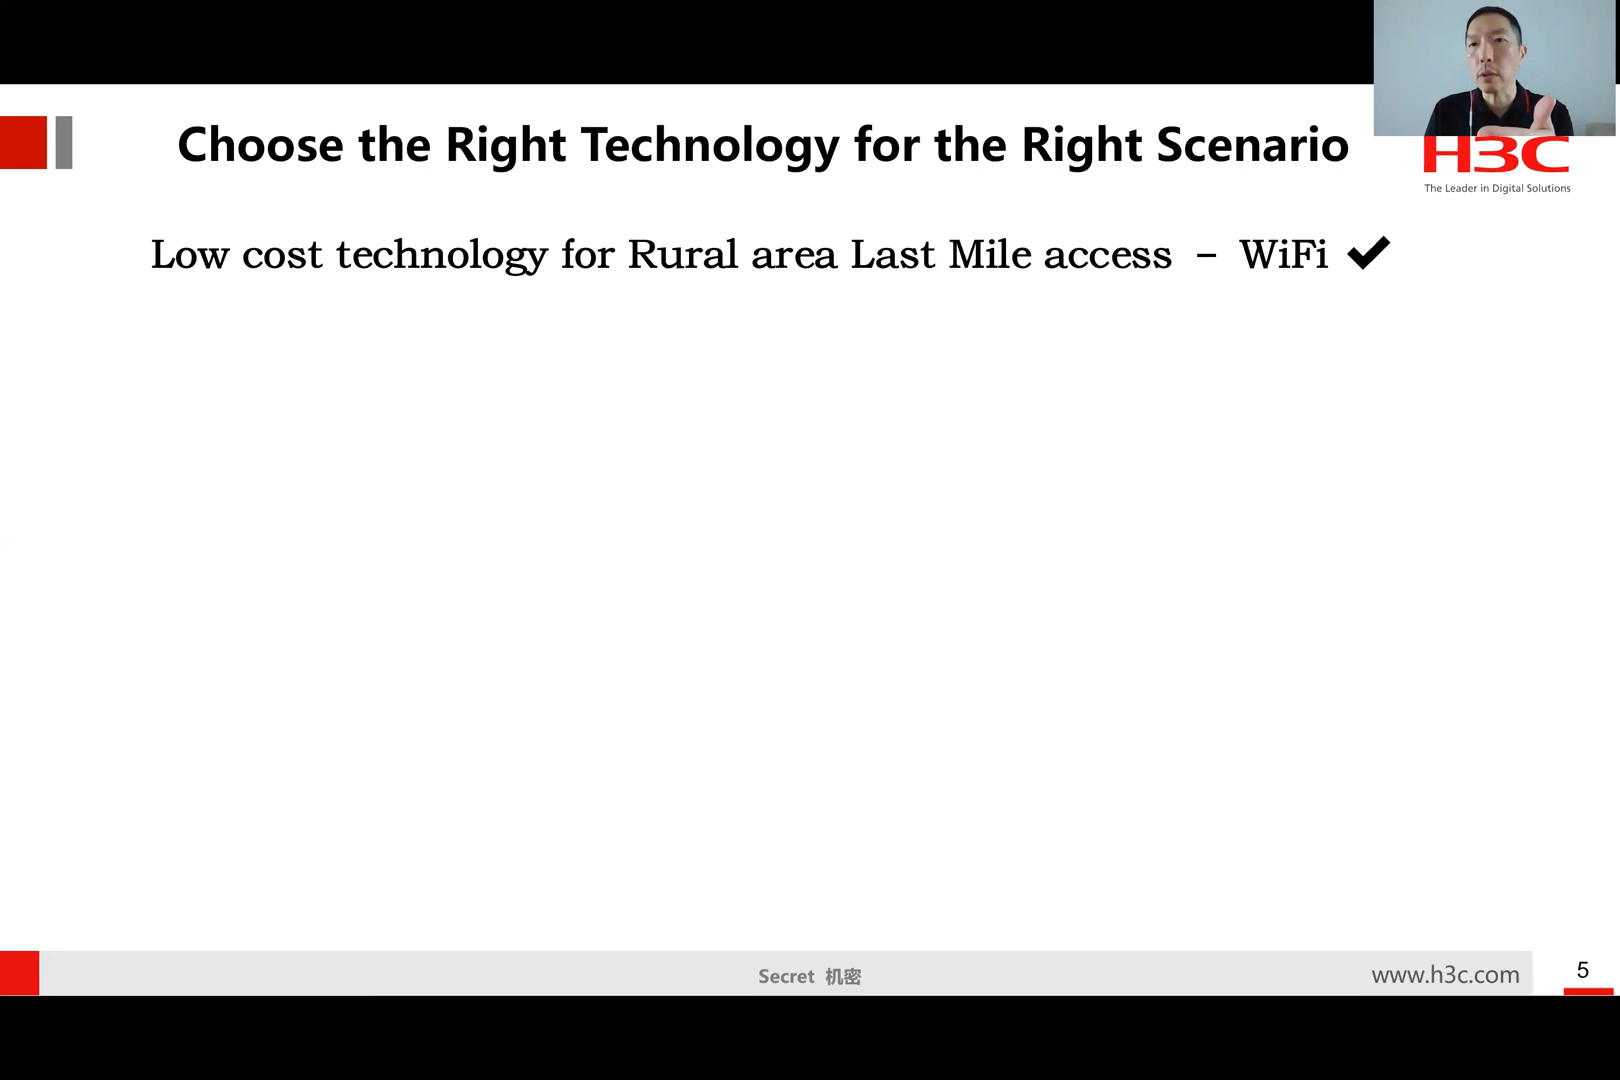 Choose the Right Technology for the Right Scenario
H3C
The Leader in Digital Solutions
Low cost technology for Rural area Last Mile access – WiFi ✔
Secret 机密
www.h3c.com
5